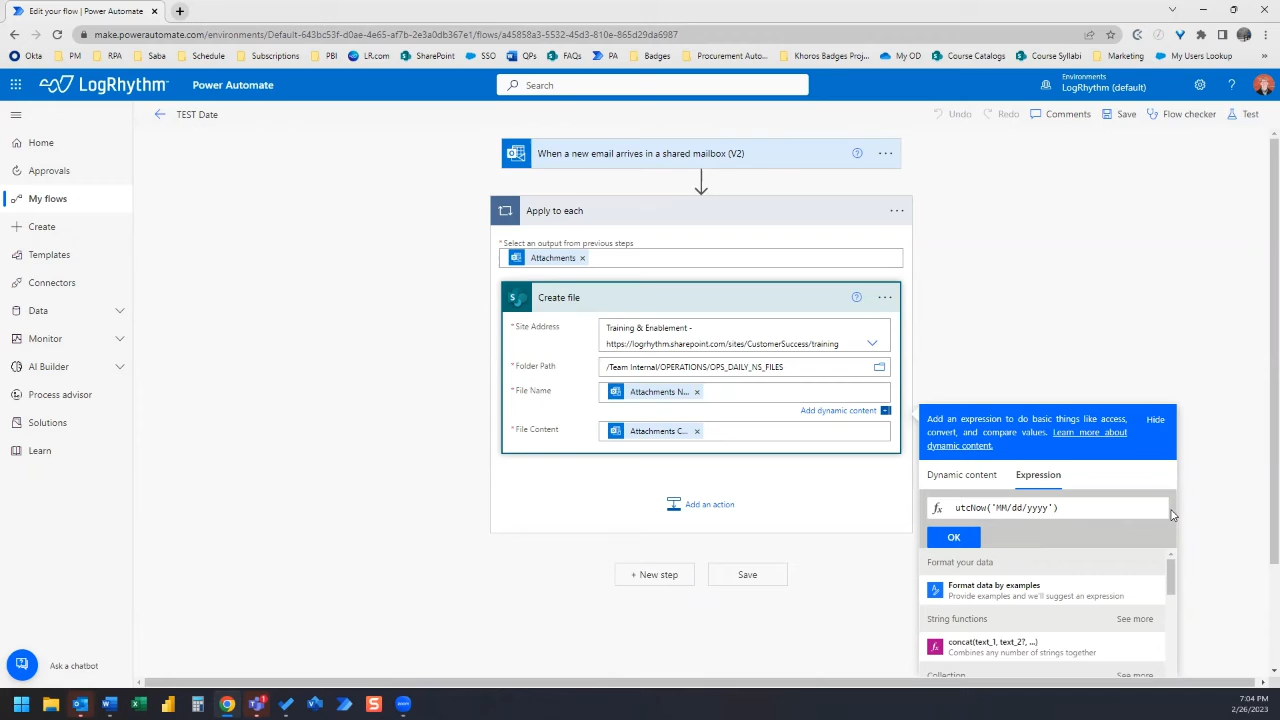 Edit your flow | Power Automate
make.powerautomate.com/environments/Default-643bc53f-d0ae-4e65-af7b-2e3a0db367e1/flows/a45858a3-5532-45d3-810e-865d29da6987
Okta PM RPA Saba Schedule Subscriptions PBI LR.com SharePoint SSO QPs FAQs PA Badges Procurement Auto... Khoros Badges Proje... My OD Course Catalogs Course Syllabi Marketing My Users Lookup »
LogRhythm Power Automate
Search
Environments
LogRhythm (default)
TEST Date
Undo Redo Comments Save Flow checker Test
Home
Approvals
My flows
Create
Templates
Connectors
Data
Monitor
AI Builder
Process advisor
Solutions
Learn
Ask a chatbot
When a new email arrives in a shared mailbox (V2)
Apply to each
* Select an output from previous steps
Attachments ×
Create file
* Site Address
Training & Enablement -
https://logrhythm.sharepoint.com/sites/CustomerSuccess/training
* Folder Path
/Team Internal/OPERATIONS/OPS_DAILY_NS_FILES
* File Name
Attachments N... ×
Add dynamic content
* File Content
Attachments C... ×
Add an action
+ New step
Save
Add an expression to do basic things like access,
convert, and compare values. Learn more about
dynamic content.
Hide
Dynamic content Expression
fx utcNow('MM/dd/yyyy')
OK
Format your data
Format data by examples
Provide examples and we'll suggest an expression
String functions See more
concat(text_1, text_2?, ...)
Combines any number of strings together
Collection See more
7:04 PM
2/26/2023